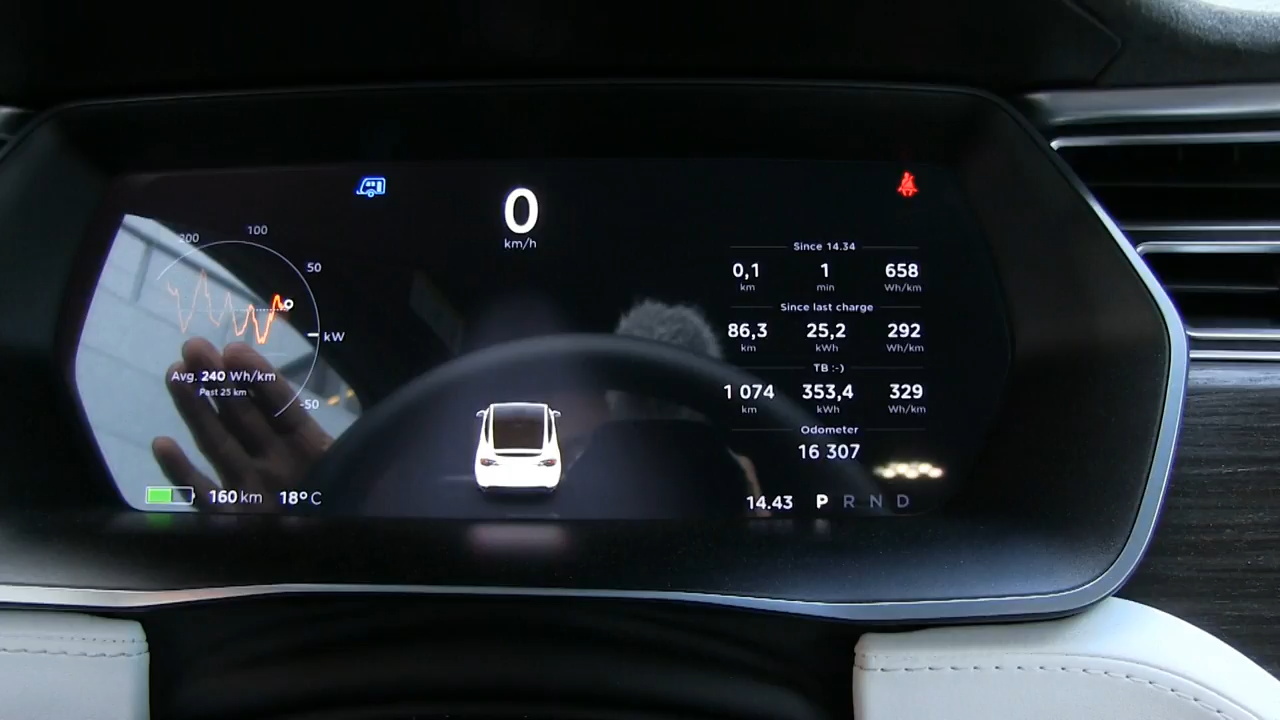 0
km/h
200
100
50
kW
-50
Avg. 240 Wh/km
Past 25 km
160 km 18°C
Since 14.34
0,1 1 658
km min Wh/km
Since last charge
86,3 25,2 292
km kWh Wh/km
TB :-)
1 074 353,4 329
km kWh Wh/km
Odometer
16 307
14.43 P R N D